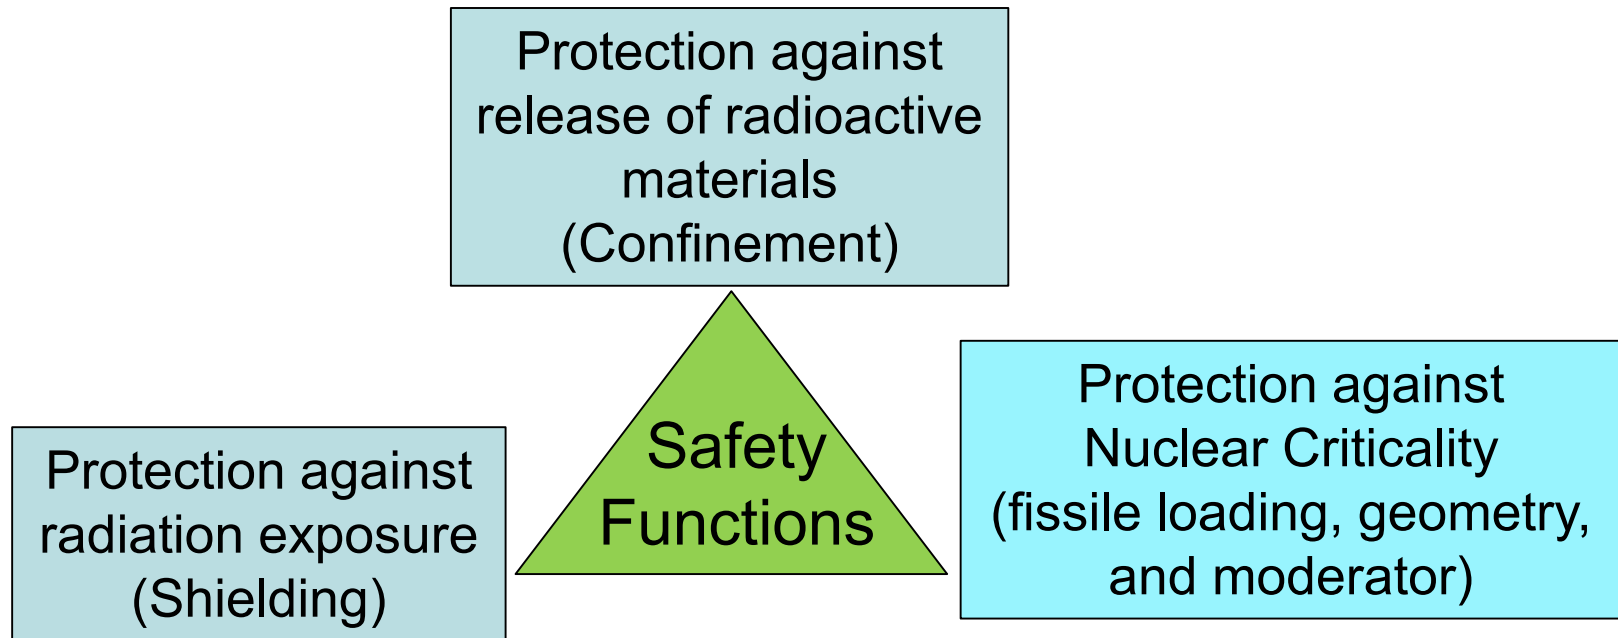 Protection against
release of radioactive
materials
(Confinement)
Safety
Functions
Protection against
radiation exposure
(Shielding)
Protection against
Nuclear Criticality
(fissile loading, geometry,
and moderator)